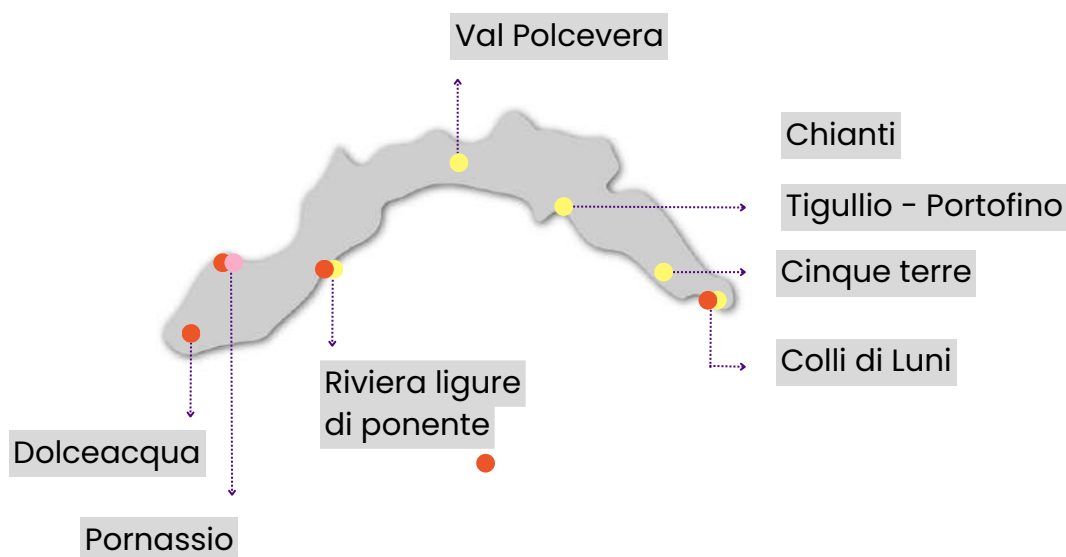 Val Polcevera
Chianti
Tigullio - Portofino
Cinque terre
Colli di Luni
Riviera ligure
di ponente
Dolceacqua
Pornassio